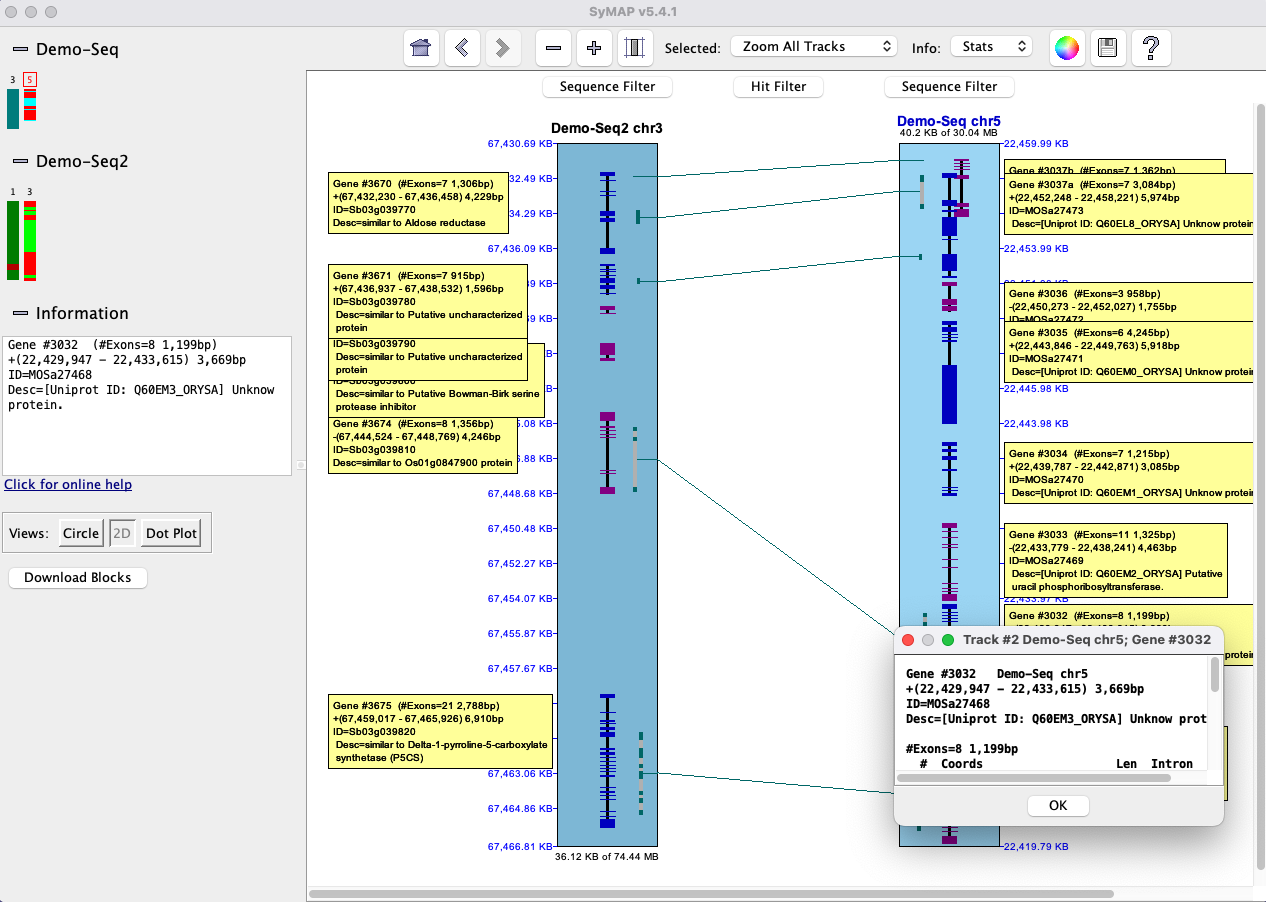 SyMAP v5.4.1
Demo-Seq
3 5
Demo-Seq2
1 3
Information
Gene #3032 (#Exons=8 1,199bp)
+(22,429,947 - 22,433,615) 3,669bp
ID=MOSa27468
Desc=[Uniprot ID: Q60EM3_ORYSA] Unknow
protein.
Click for online help
Views: Circle 2D Dot Plot
Download Blocks
Selected: Zoom All Tracks Info: Stats ?
Sequence Filter Hit Filter Sequence Filter
Demo-Seq2 chr3
67,430.69 KB
32.49 KB
34.29 KB
67,436.09 KB
5.08 KB
6.88 KB
67,448.68 KB
67,450.48 KB
67,452.27 KB
67,454.07 KB
67,455.87 KB
67,457.67 KB
67,463.06 KB
67,464.86 KB
67,466.81 KB
36.12 KB of 74.44 MB
Gene #3670 (#Exons=7 1,306bp)
+(67,432,230 - 67,436,458) 4,229bp
ID=Sb03g039770
Desc=similar to Aldose reductase
Gene #3671 (#Exons=7 915bp)
+(67,436,937 - 67,438,532) 1,596bp
ID=Sb03g039780
Desc=similar to Putative uncharacterized
protein
ID=Sb03g039790
Desc=similar to Putative uncharacterized
protein
Desc=similar to Putative Bowman-Birk serine
protease inhibitor
Gene #3674 (#Exons=8 1,356bp)
-(67,444,524 - 67,448,769) 4,246bp
ID=Sb03g039810
Desc=similar to Os01g0847900 protein
Gene #3675 (#Exons=21 2,788bp)
+(67,459,017 - 67,465,926) 6,910bp
ID=Sb03g039820
Desc=similar to Delta-1-pyrroline-5-carboxylate
synthetase (P5CS)
Demo-Seq chr5
40.2 KB of 30.04 MB
22,459.99 KB
22,453.99 KB
22,445.98 KB
22,443.98 KB
22,433.97 KB
22,419.79 KB
Gene #3037b (#Exons=7 1,362bp)
Gene #3037a (#Exons=7 3,084bp)
+(22,452,248 - 22,458,221) 5,974bp
ID=MOSa27473
Desc=[Uniprot ID: Q60EL8_ORYSA] Unknow protein
Gene #3036 (#Exons=3 958bp)
-(22,450,273 - 22,452,027) 1,755bp
ID=MOSa27472
Gene #3035 (#Exons=6 4,245bp)
+(22,443,846 - 22,449,763) 5,918bp
ID=MOSa27471
Desc=[Uniprot ID: Q60EM0_ORYSA] Unknow protein
Gene #3034 (#Exons=7 1,215bp)
+(22,439,787 - 22,442,871) 3,085bp
ID=MOSa27470
Desc=[Uniprot ID: Q60EM1_ORYSA] Unknow protein
Gene #3033 (#Exons=11 1,325bp)
-(22,433,779 - 22,438,241) 4,463bp
ID=MOSa27469
Desc=[Uniprot ID: Q60EM2_ORYSA] Putative
uracil phosphoribosyltransferase.
Gene #3032 (#Exons=8 1,199bp)
Track #2 Demo-Seq chr5; Gene #3032
Gene #3032 Demo-Seq chr5
+(22,429,947 - 22,433,615) 3,669bp
ID=MOSa27468
Desc=[Uniprot ID: Q60EM3_ORYSA] Unknow prot
#Exons=8 1,199bp
# Coords Len Intron
OK